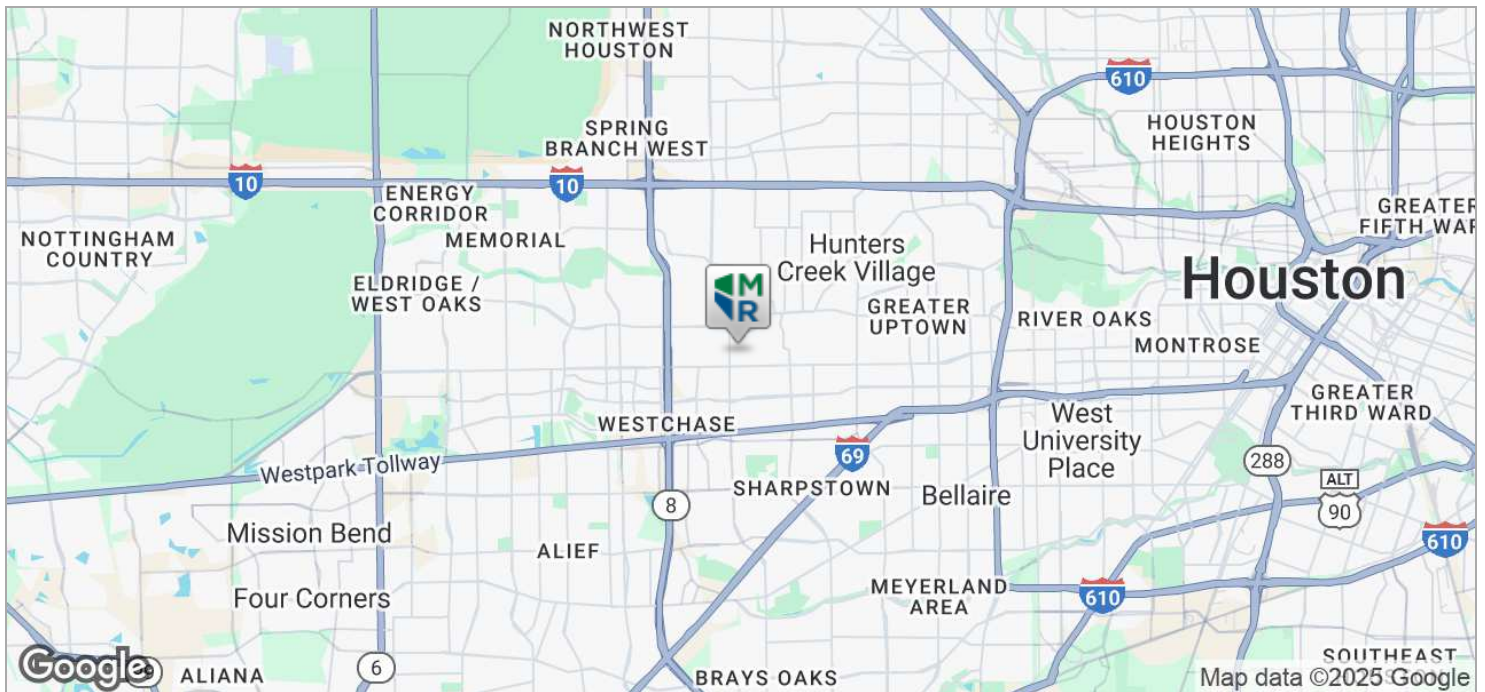 NORTHWEST
HOUSTON
610
HOUSTON
HEIGHTS
SPRING
BRANCH WEST
10
10
ENERGY
CORRIDOR
GREATER
FIFTH WAR
NOTTINGHAM
COUNTRY
MEMORIAL
Hunters
Creek Village
Houston
ELDRIDGE /
WEST OAKS
M
R
GREATER
UPTOWN
RIVER OAKS
MONTROSE
GREATER
THIRD WARD
WESTCHASE
West
University
Place
69
288
Westpark Tollway
SHARPSTOWN
Bellaire
ALT
90
8
Mission Bend
ALIEF
610
MEYERLAND
AREA
610
Four Corners
Google
ALIANA
6
BRAYS OAKS
SOUTHEAST
Map data ©2025 Google